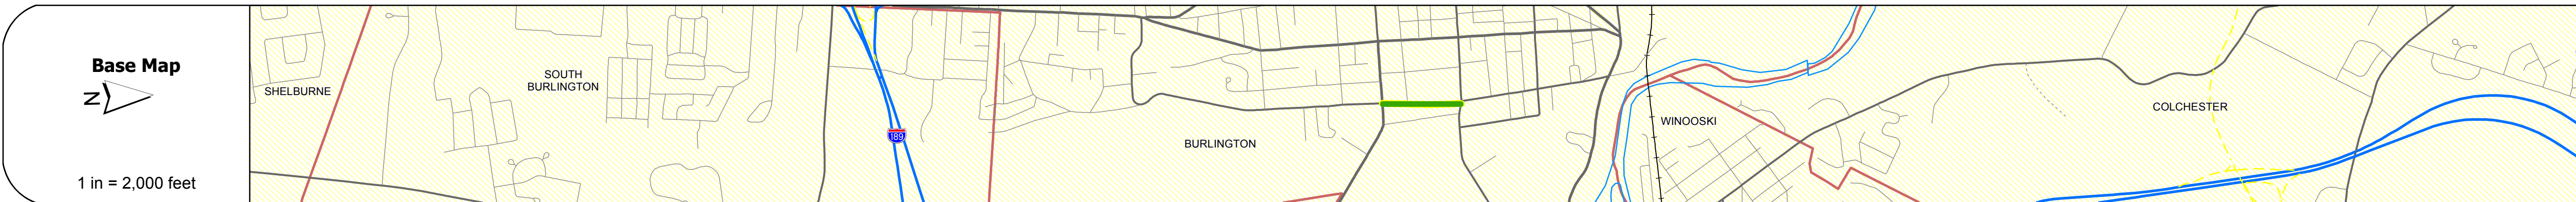 Base Map
N
1 in = 2,000 feet
SHELBURNE
SOUTH
BURLINGTON
189
BURLINGTON
WINOOSKI
COLCHESTER